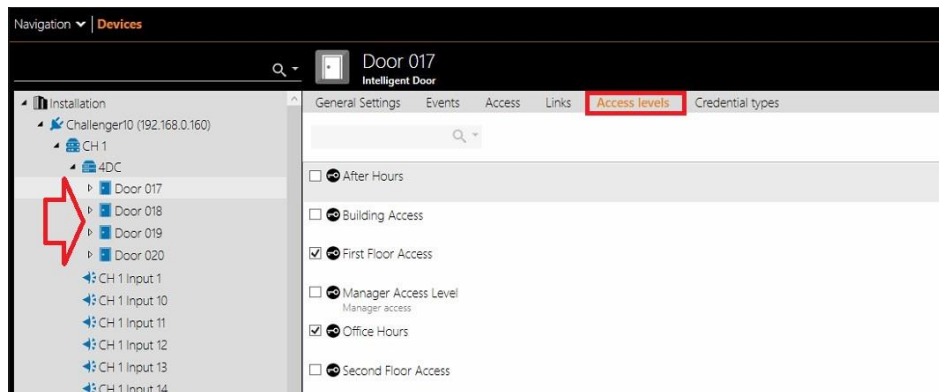 Navigation | Devices
Door 017
Intelligent Door
Installation
Challenger10 (192.168.0.160)
CH 1
4DC
Door 017
Door 018
Door 019
Door 020
CH 1 Input 1
CH 1 Input 10
CH 1 Input 11
CH 1 Input 12
CH 1 Input 13
CH 1 Input 14
General Settings Events Access Links Access levels Credential types
After Hours
Building Access
First Floor Access
Manager Access Level
Manager access
Office Hours
Second Floor Access